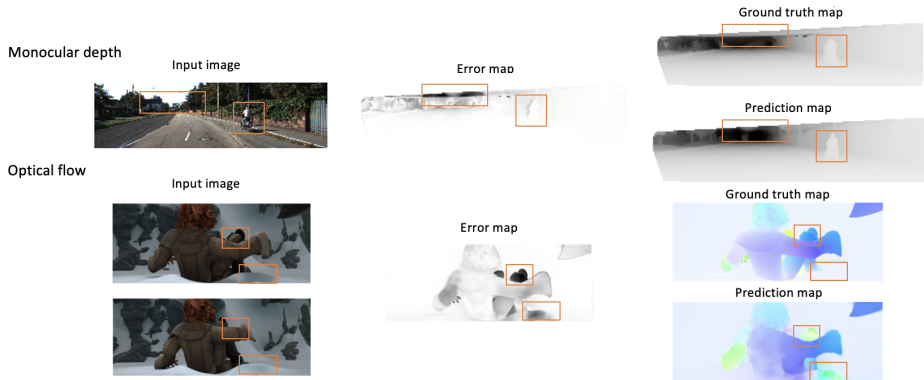 Ground truth map
Monocular depth
Input image
Error map
Prediction map
Optical flow
Input image
Ground truth map
Error map
Prediction map